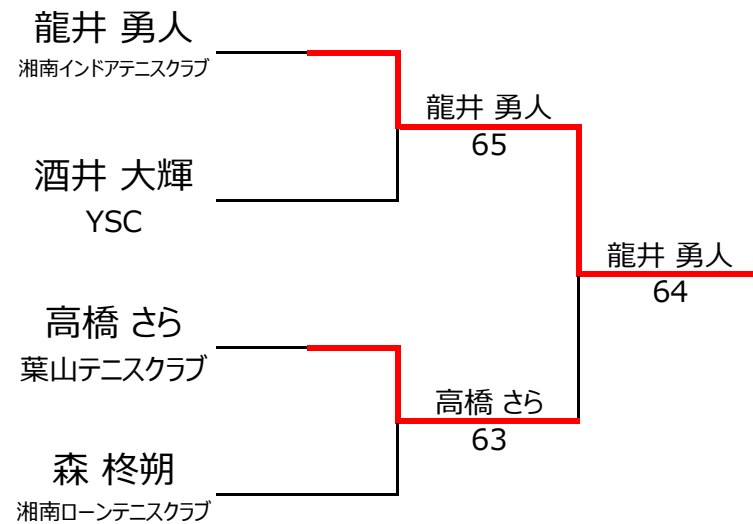 龍井 勇人
湘南インドアテニスクラブ
龍井 勇人
65
酒井 大輝
YSC
龍井 勇人
64
高橋 さら
葉山テニスクラブ
高橋 さら
63
森 柊朔
湘南ローンテニスクラブ